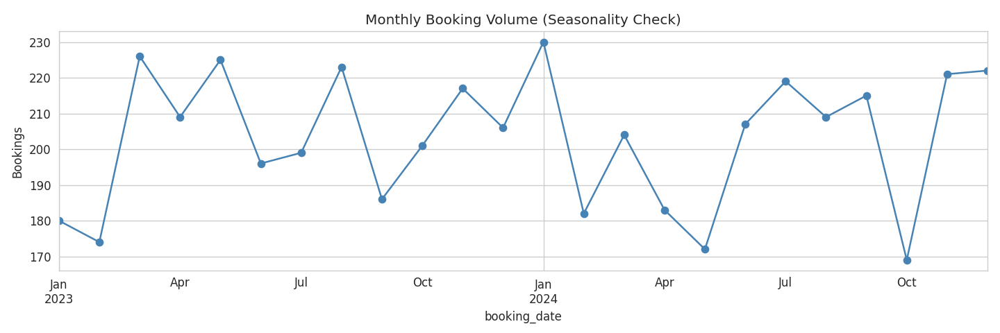 Monthly Booking Volume (Seasonality Check)
230
220
210
200
190
180
170
Bookings
Jan Apr Jul Oct Jan Apr Jul Oct
2023 2024
booking_date